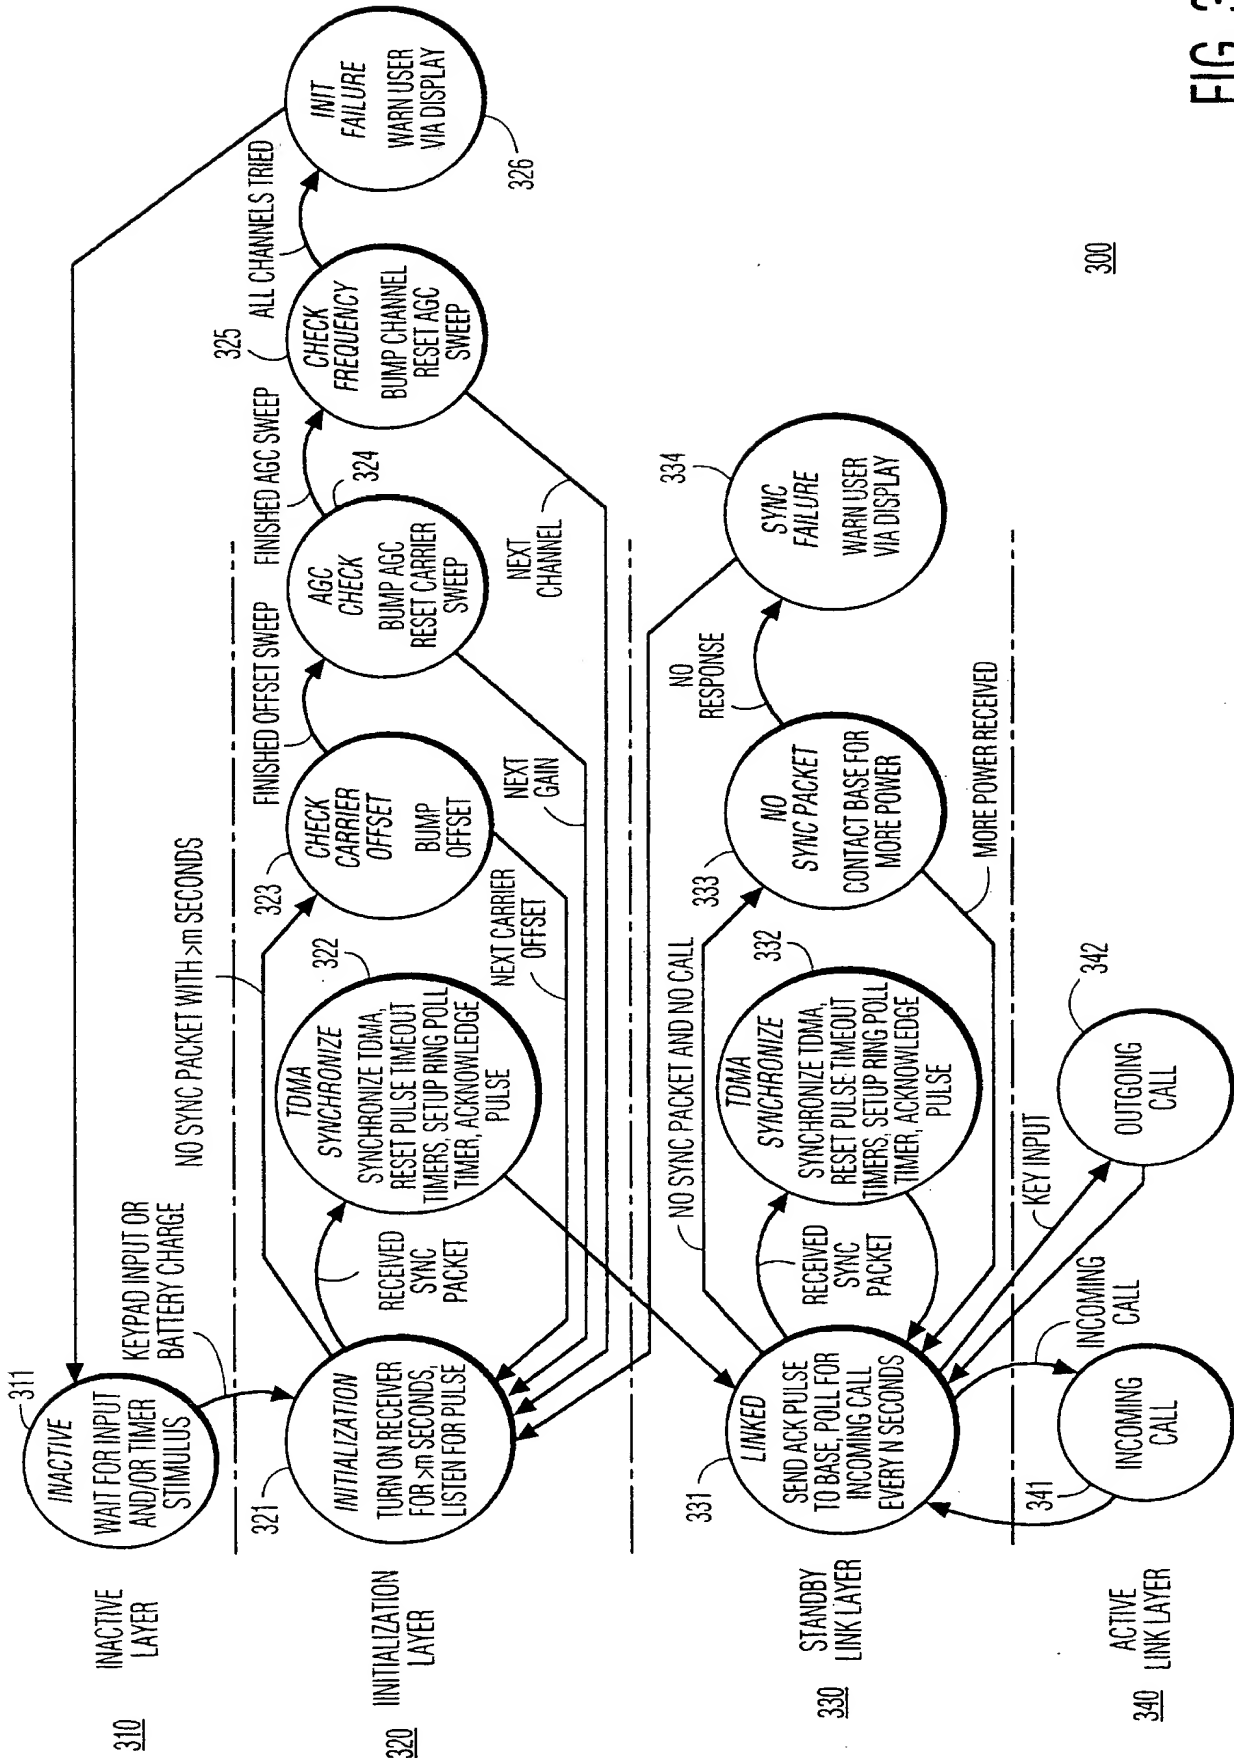 310
INACTIVE
LAYER
311
INACTIVE
WAIT FOR INPUT
AND/OR TIMER
STIMULUS
KEYPAD INPUT OR
BATTERY CHARGE
NO SYNC PACKET WITH >m SECONDS
320
IINITIALIZATION
LAYER
321
INITIALIZATION
TURN ON RECEIVER
FOR >m SECONDS,
LISTEN FOR PULSE
RECEIVED
SYNC
PACKET
322
TDMA
SYNCHRONIZE
SYNCHRONIZE TDMA,
RESET PULSE TIMEOUT
TIMERS, SETUP RING POLL
TIMER, ACKNOWLEDGE
PULSE
323
CHECK
CARRIER
OFFSET
BUMP
OFFSET
NEXT CARRIER
OFFSET
FINISHED OFFSET SWEEP
324
AGC
CHECK
BUMP AGC
RESET CARRIER
SWEEP
NEXT
GAIN
FINISHED AGC SWEEP
325
CHECK
FREQUENCY
BUMP CHANNEL
RESET AGC
SWEEP
NEXT
CHANNEL
ALL CHANNELS TRIED
INIT
FAILURE
WARN USER
VIA DISPLAY
326
330
STANDBY
LINK LAYER
331
LINKED
SEND ACK PULSE
TO BASE, POLL FOR
INCOMING CALL
EVERY N SECONDS
NO SYNC PACKET AND NO CALL
RECEIVED
SYNC
PACKET
332
TDMA
SYNCHRONIZE
SYNCHRONIZE TDMA,
RESET PULSE TIMEOUT
TIMERS, SETUP RING POLL
TIMER, ACKNOWLEDGE
PULSE
333
NO
SYNC PACKET
CONTACT BASE FOR
MORE POWER
NO
RESPONSE
MORE POWER RECEIVED
334
SYNC
FAILURE
WARN USER
VIA DISPLAY
340
ACTIVE
LINK LAYER
341
INCOMING
CALL
INCOMING
CALL
KEY INPUT
342
OUTGOING
CALL
300
FIG. 3